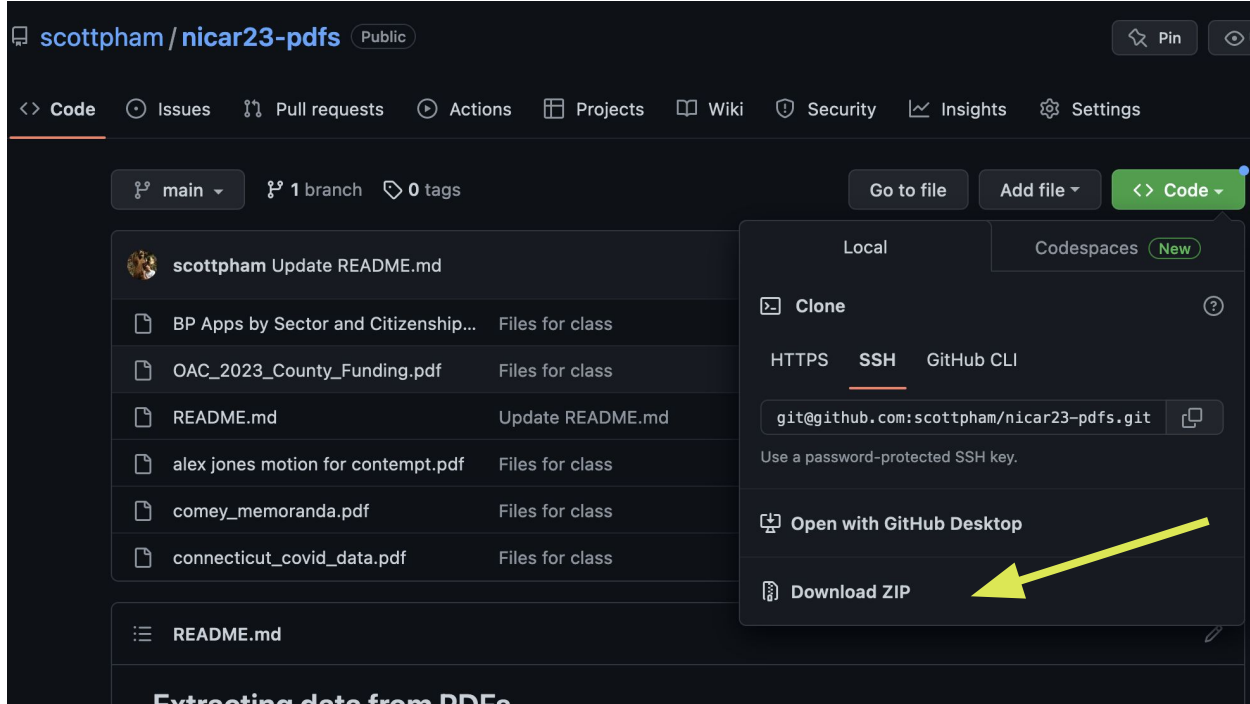 scottpham / nicar23-pdfs Public
Pin
Code Issues Pull requests Actions Projects Wiki Security Insights Settings
main 1 branch 0 tags Go to file Add file Code
scottpham Update README.md
BP Apps by Sector and Citizenship... Files for class
OAC_2023_County_Funding.pdf Files for class
README.md Update README.md
alex jones motion for contempt.pdf Files for class
comey_memoranda.pdf Files for class
connecticut_covid_data.pdf Files for class
Local Codespaces New
Clone
HTTPS SSH GitHub CLI
git@github.com:scottpham/nicar23-pdfs.git
Use a password-protected SSH key.
Open with GitHub Desktop
Download ZIP
README.md
Extracting data from PDFs